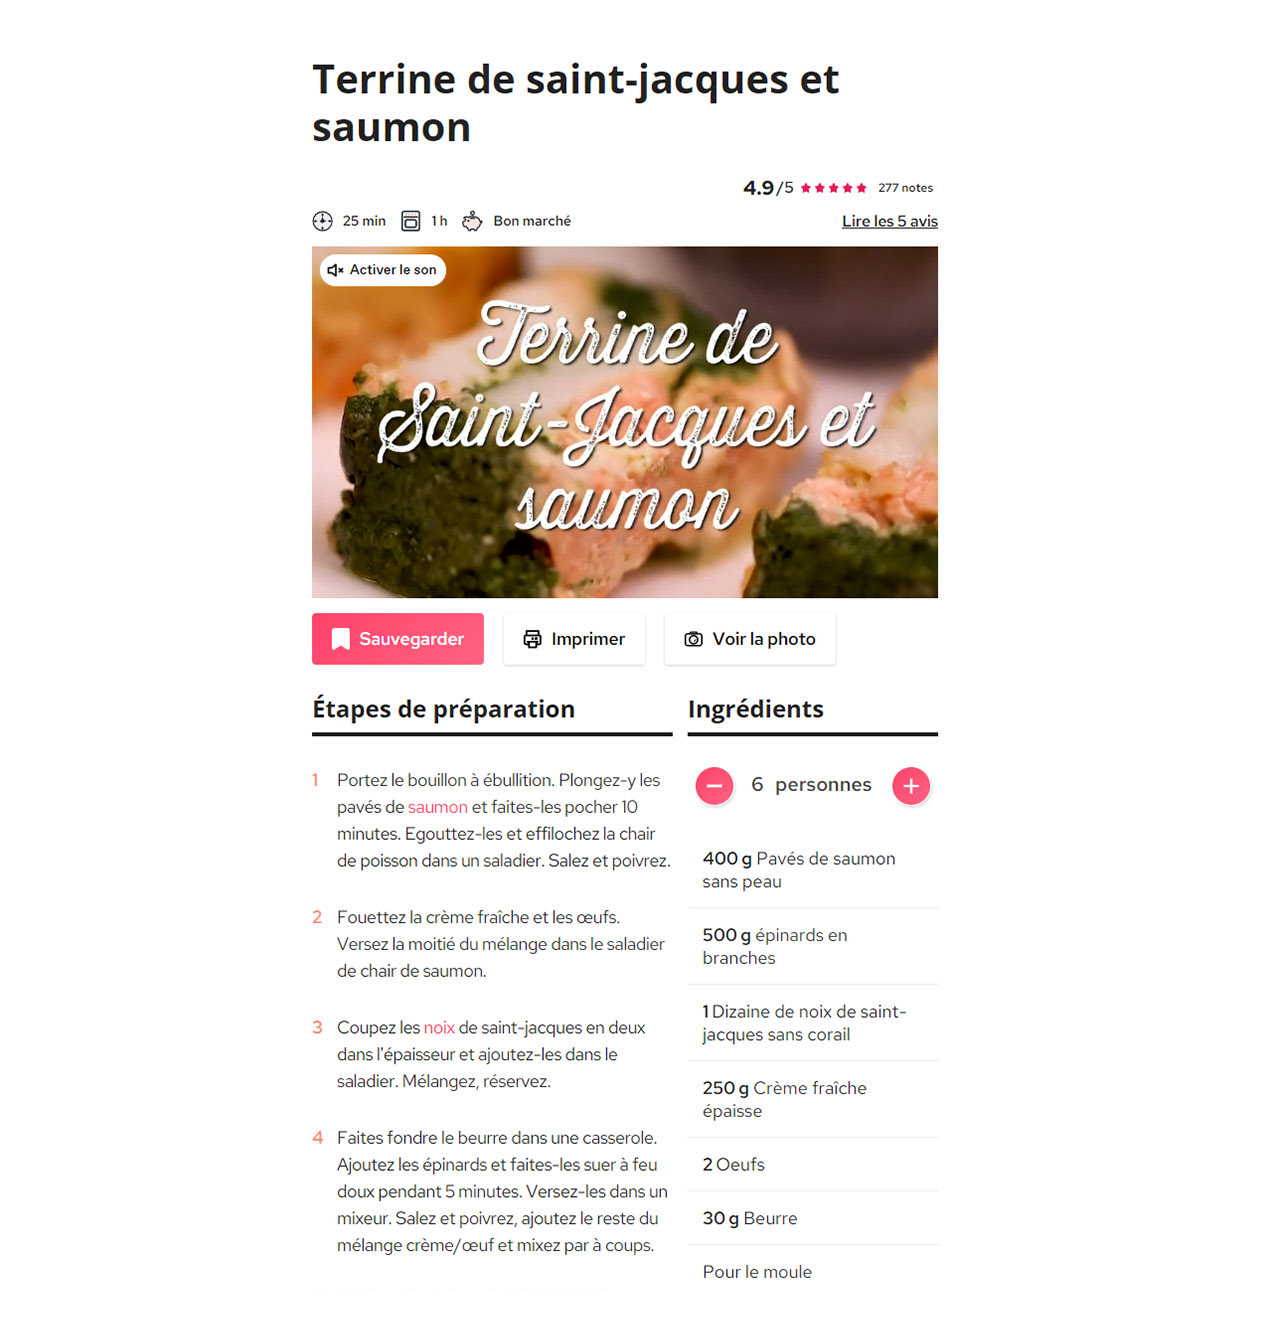 Terrine de saint-jacques et
saumon
4.9/5 277 notes
25 min 1 h Bon marché Lire les 5 avis
Activer le son
Terrine de
Saint-Jacques et
saumon
Sauvegarder Imprimer Voir la photo
Étapes de préparation
1 Portez le bouillon à ébullition. Plongez-y les
pavés de saumon et faites-les pocher 10
minutes. Egouttez-les et effilochez la chair
de poisson dans un saladier. Salez et poivrez.
2 Fouettez la crème fraîche et les œufs.
Versez la moitié du mélange dans le saladier
de chair de saumon.
3 Coupez les noix de saint-jacques en deux
dans l'épaisseur et ajoutez-les dans le
saladier. Mélangez, réservez.
4 Faites fondre le beurre dans une casserole.
Ajoutez les épinards et faites-les suer à feu
doux pendant 5 minutes. Versez-les dans un
mixeur. Salez et poivrez, ajoutez le reste du
mélange crème/œuf et mixez par à coups.
Ingrédients
6 personnes
400 g Pavés de saumon
sans peau
500 g épinards en
branches
1 Dizaine de noix de saint-
jacques sans corail
250 g Crème fraîche
épaisse
2 Oeufs
30 g Beurre
Pour le moule